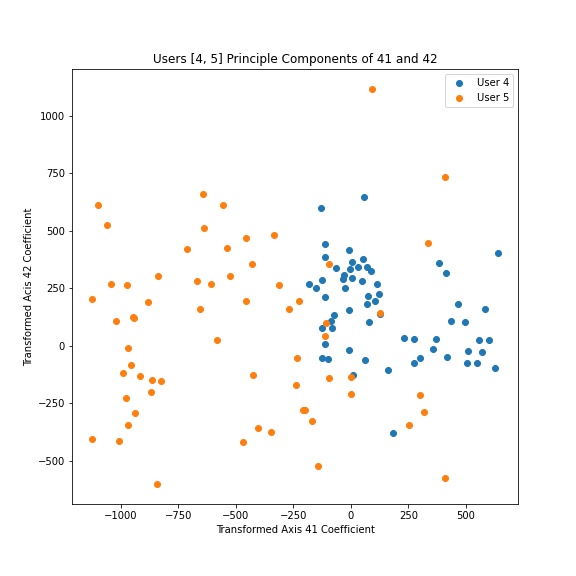 Users [4, 5] Principle Components of 41 and 42
User 4
User 5
Transformed Acis 42 Coefficient
1000
750
500
250
0
−250
−500
−1000
−750
−500
−250
0
250
500
Transformed Axis 41 Coefficient